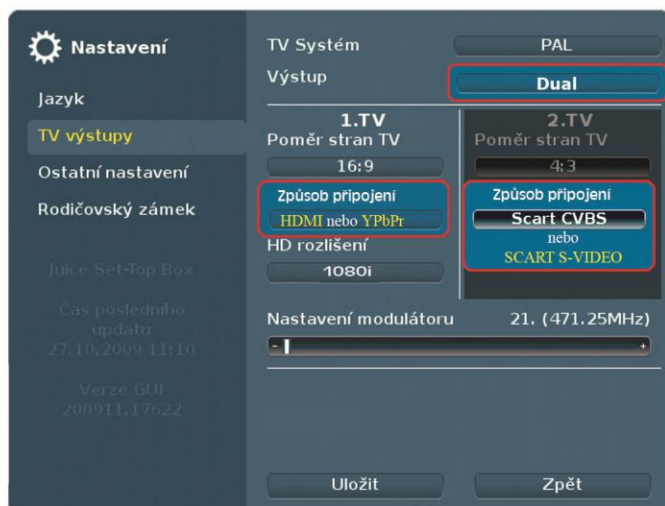 Nastavení
Jazyk
TV výstupy
Ostatní nastavení
Rodičovský zámek
Juice Set-Top Box
Čas posledního
updatu
27.10.2009 11:10
Verze GUI
200911.17622
TV Systém
PAL
Výstup
Dual
1.TV
Poměr stran TV
16:9
Způsob připojení
HDMI nebo YPbPr
HD rozlišení
1080i
2.TV
Poměr stran TV
4:3
Způsob připojení
Scart CVBS
nebo
SCART S-VIDEO
Nastavení modulátoru
21. (471.25MHz)
- +
Uložit
Zpět